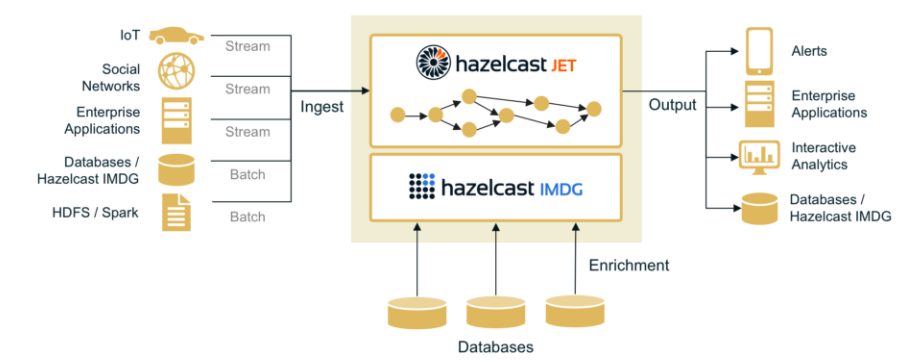 IoT
Stream
Social
Networks
Stream
Enterprise
Applications
Stream
Databases /
Hazelcast IMDG
Batch
HDFS / Spark
Batch
Ingest
hazelcast JET
hazelcast IMDG
Output
Alerts
Enterprise
Applications
Interactive
Analytics
Databases /
Hazelcast IMDG
Enrichment
Databases